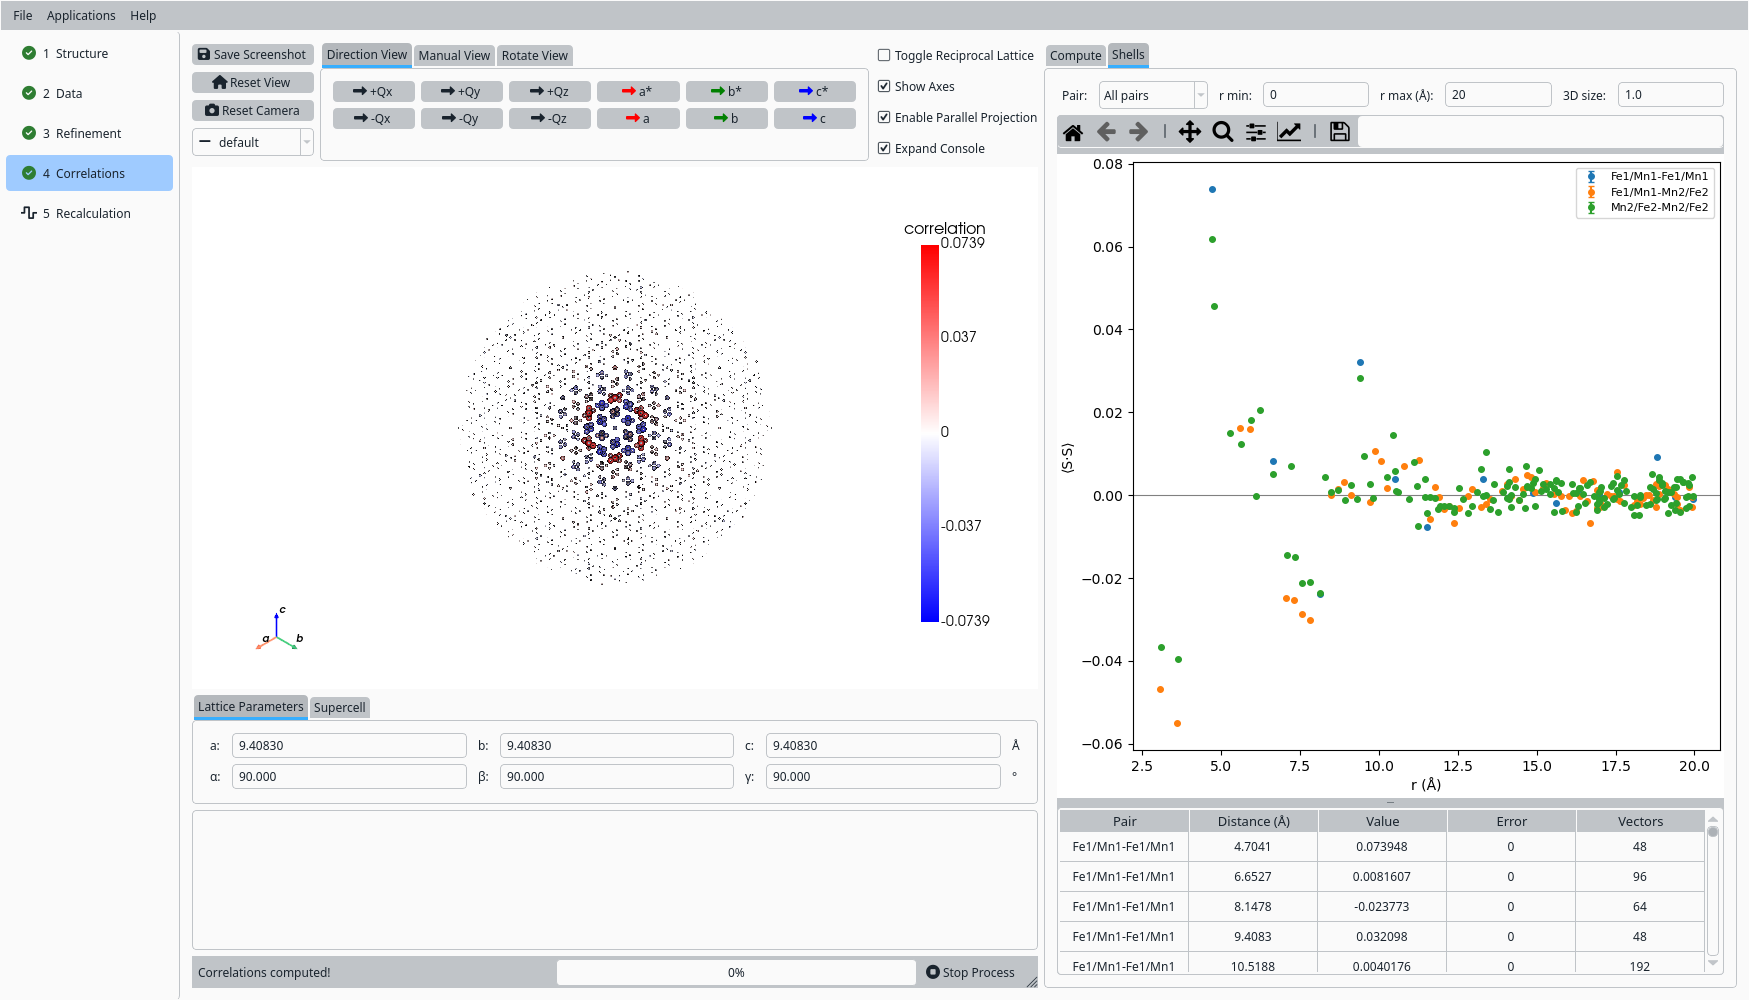 File Applications Help
1 Structure
2 Data
3 Refinement
4 Correlations
5 Recalculation
Save Screenshot
Reset View
Reset Camera
default
Direction View Manual View Rotate View
+Qx +Qy +Qz a* b* c*
-Qx -Qy -Qz a b c
Toggle Reciprocal Lattice
Show Axes
Enable Parallel Projection
Expand Console
correlation
0.0739
0.037
0
-0.037
-0.0739
c
a b
Lattice Parameters Supercell
a: 9.40830 b: 9.40830 c: 9.40830 Å
α: 90.000 β: 90.000 γ: 90.000 °
Correlations computed! 0% Stop Process
Compute Shells
Pair: All pairs r min: 0 r max (Å): 20 3D size: 1.0
Fe1/Mn1-Fe1/Mn1
Fe1/Mn1-Mn2/Fe2
Mn2/Fe2-Mn2/Fe2
0.08
0.06
0.04
0.02
0.00
−0.02
−0.04
−0.06
⟨S·S⟩
2.5 5.0 7.5 10.0 12.5 15.0 17.5 20.0
r (Å)
Pair Distance (Å) Value Error Vectors
Fe1/Mn1-Fe1/Mn1 4.7041 0.073948 0 48
Fe1/Mn1-Fe1/Mn1 6.6527 0.0081607 0 96
Fe1/Mn1-Fe1/Mn1 8.1478 -0.023773 0 64
Fe1/Mn1-Fe1/Mn1 9.4083 0.032098 0 48
Fe1/Mn1-Fe1/Mn1 10.5188 0.0040176 0 192